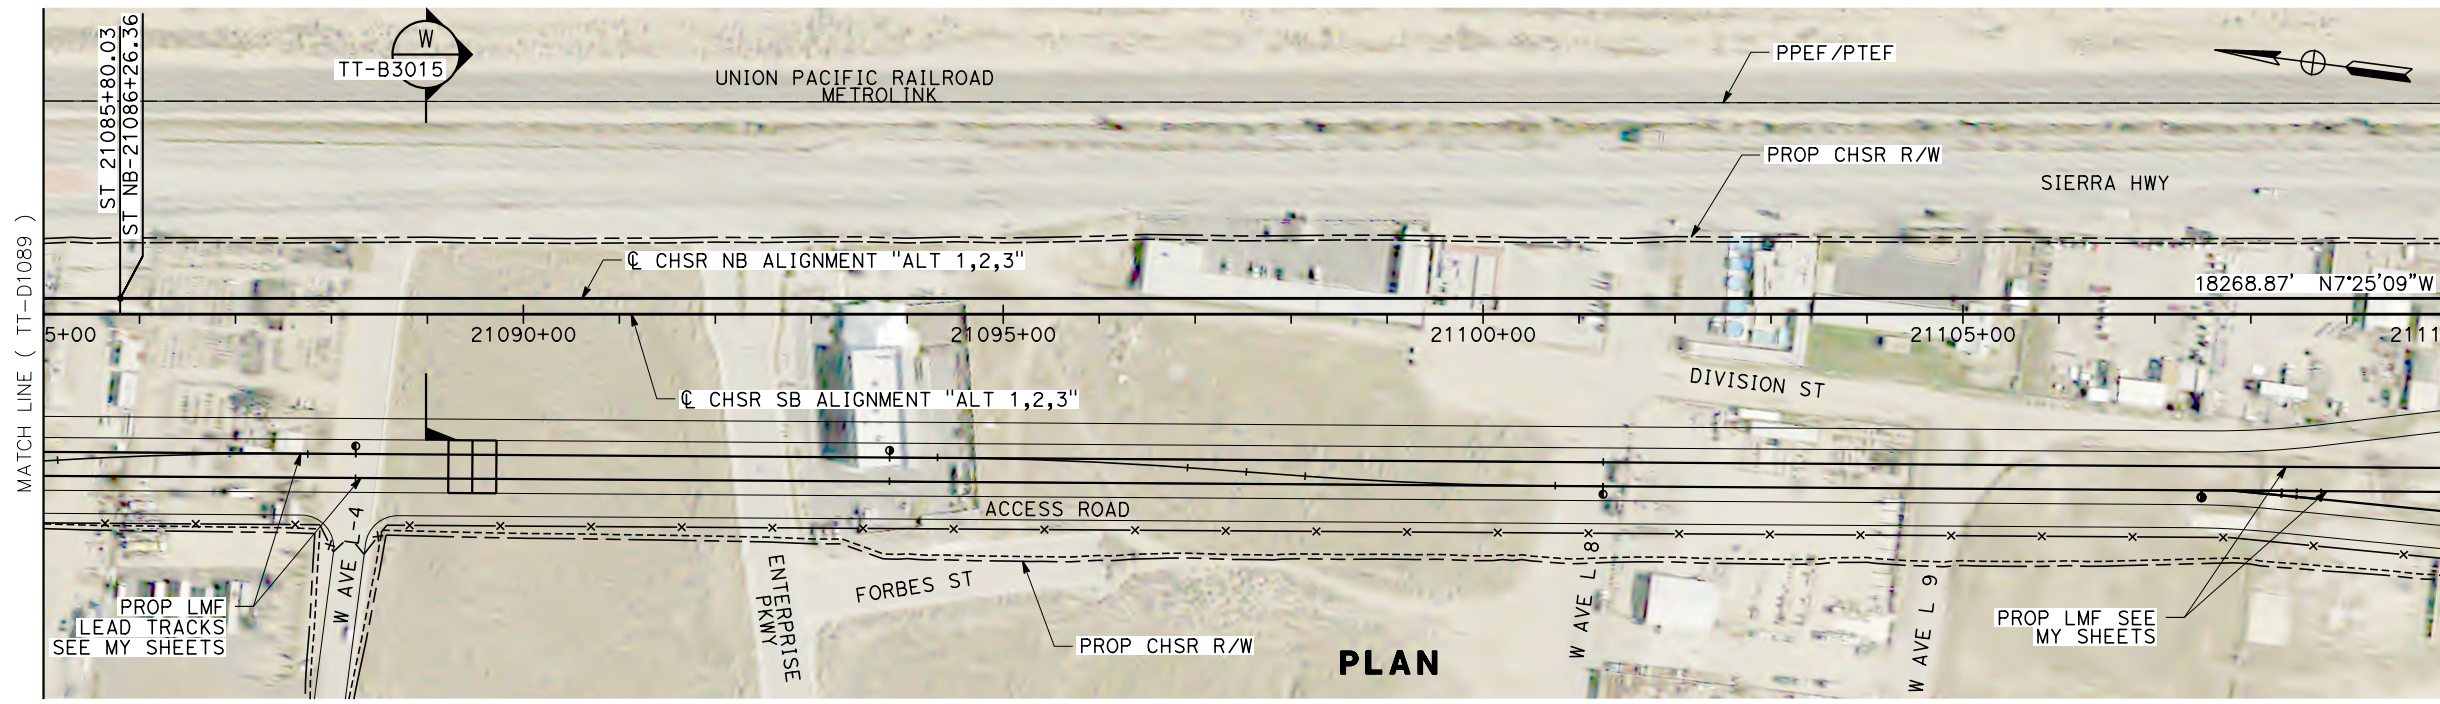 ST 21085+80.03
ST NB-21086+26.36
W
TT-B3015
UNION PACIFIC RAILROAD
METROLINK
PPEF/PTEF
PROP CHSR R/W
SIERRA HWY
MATCH LINE ( TT-D1089 )
℄ CHSR NB ALIGNMENT "ALT 1,2,3"
18268.87' N7°25'09"W
5+00
21090+00
21095+00
21100+00
21105+00
211
℄ CHSR SB ALIGNMENT "ALT 1,2,3"
DIVISION ST
ACCESS ROAD
W AVE L-4
ENTERPRISE
PKWY
FORBES ST
W AVE L 8
W AVE L 9
PROP LMF
LEAD TRACKS
SEE MY SHEETS
PROP CHSR R/W
PROP LMF SEE
MY SHEETS
PLAN